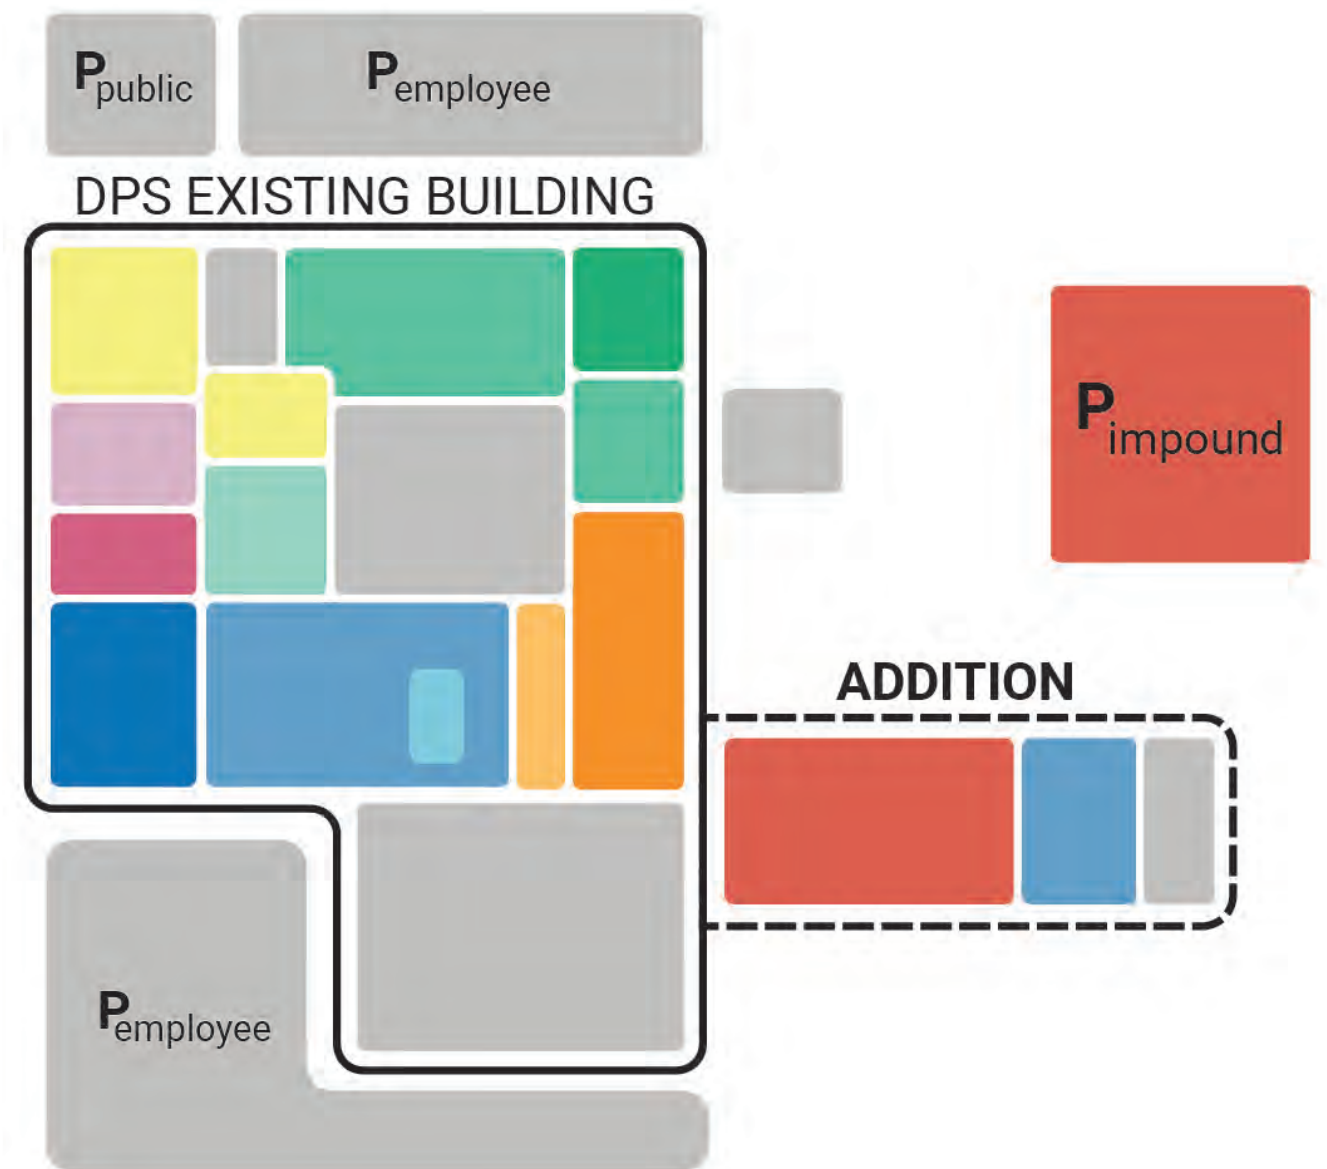 Ppublic
Pemployee
DPS EXISTING BUILDING
Pimpound
ADDITION
Pemployee